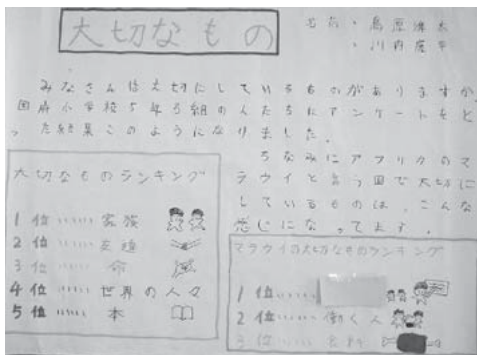 大切なもの
名前・
・川内
みなさんは大切にしているものがありますか。
国府小学校5年3組の人たちにアンケートをと
った結果このようになりました。
ちなみにアフリカのマ
ラウイと言う国で大切に
しているものは、こんな
感じになってます。
大切なものランキング
1位・・・・・家族
2位・・・・・友達
3位・・・・・命
4位・・・・・世界の人々
5位・・・・・本
マラウイの大切なものランキング
1位・・・・・
2位・・・・・働く人
3位・・・・・